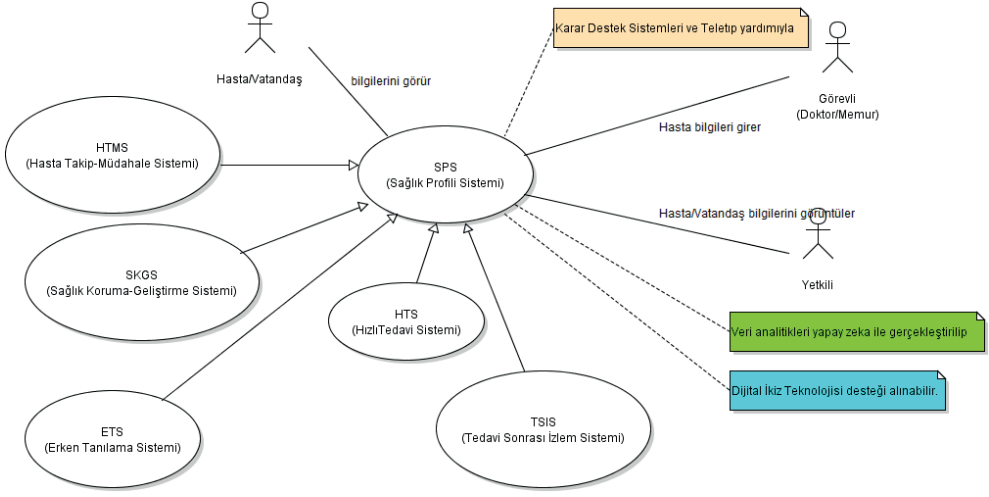 Karar Destek Sistemleri ve Teletıp yardımıyla
Hasta/Vatandaş
bilgilerini görür
Görevli
(Doktor/Memur)
Hasta bilgileri girer
HTMS
(Hasta Takip-Müdahale Sistemi)
SPS
(Sağlık Profili Sistemi)
Hasta/Vatandaş bilgilerini görüntüler
Yetkili
SKGS
(Sağlık Koruma-Geliştirme Sistemi)
HTS
(HızlıTedavi Sistemi)
Veri analitikleri yapay zeka ile gerçekleştirilip
Dijital İkiz Teknolojisi desteği alınabilir.
ETS
(Erken Tanılama Sistemi)
TSIS
(Tedavi Sonrası İzlem Sistemi)